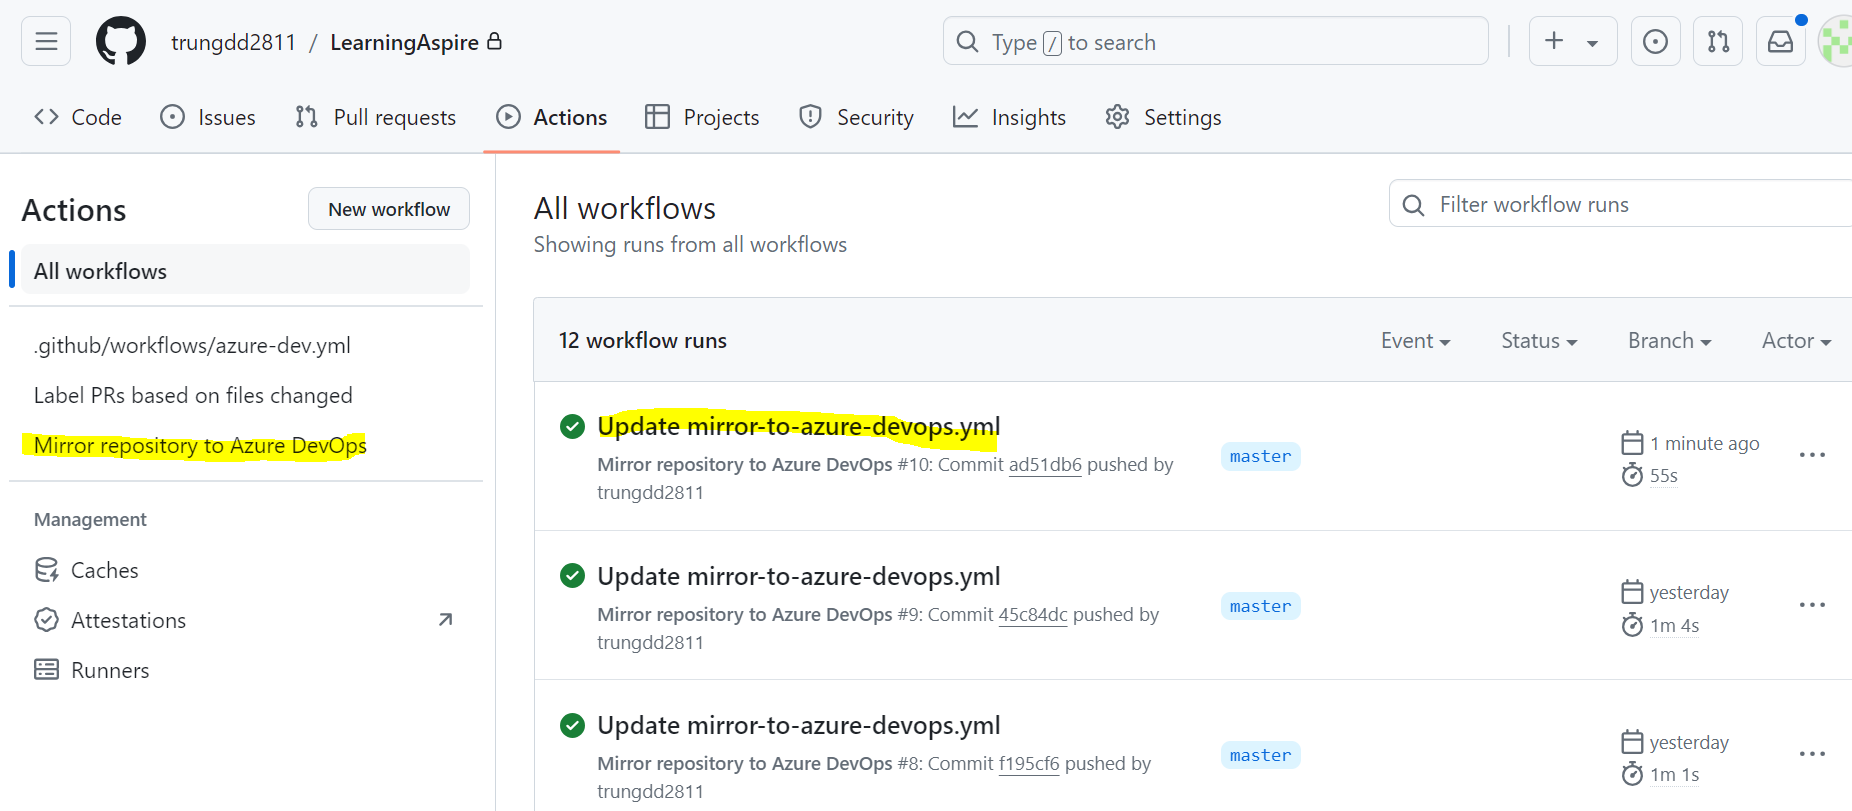 trungdd2811 / LearningAspire
Type / to search
Code Issues Pull requests Actions Projects Security Insights Settings
Actions
New workflow
All workflows
.github/workflows/azure-dev.yml
Label PRs based on files changed
Mirror repository to Azure DevOps
Management
Caches
Attestations
Runners
All workflows
Showing runs from all workflows
Filter workflow runs
12 workflow runs
Event Status Branch Actor
Update mirror-to-azure-devops.yml
Mirror repository to Azure DevOps #10: Commit ad51db6 pushed by
trungdd2811
master
1 minute ago
55s
Update mirror-to-azure-devops.yml
Mirror repository to Azure DevOps #9: Commit 45c84dc pushed by
trungdd2811
master
yesterday
1m 4s
Update mirror-to-azure-devops.yml
Mirror repository to Azure DevOps #8: Commit f195cf6 pushed by
trungdd2811
master
yesterday
1m 1s